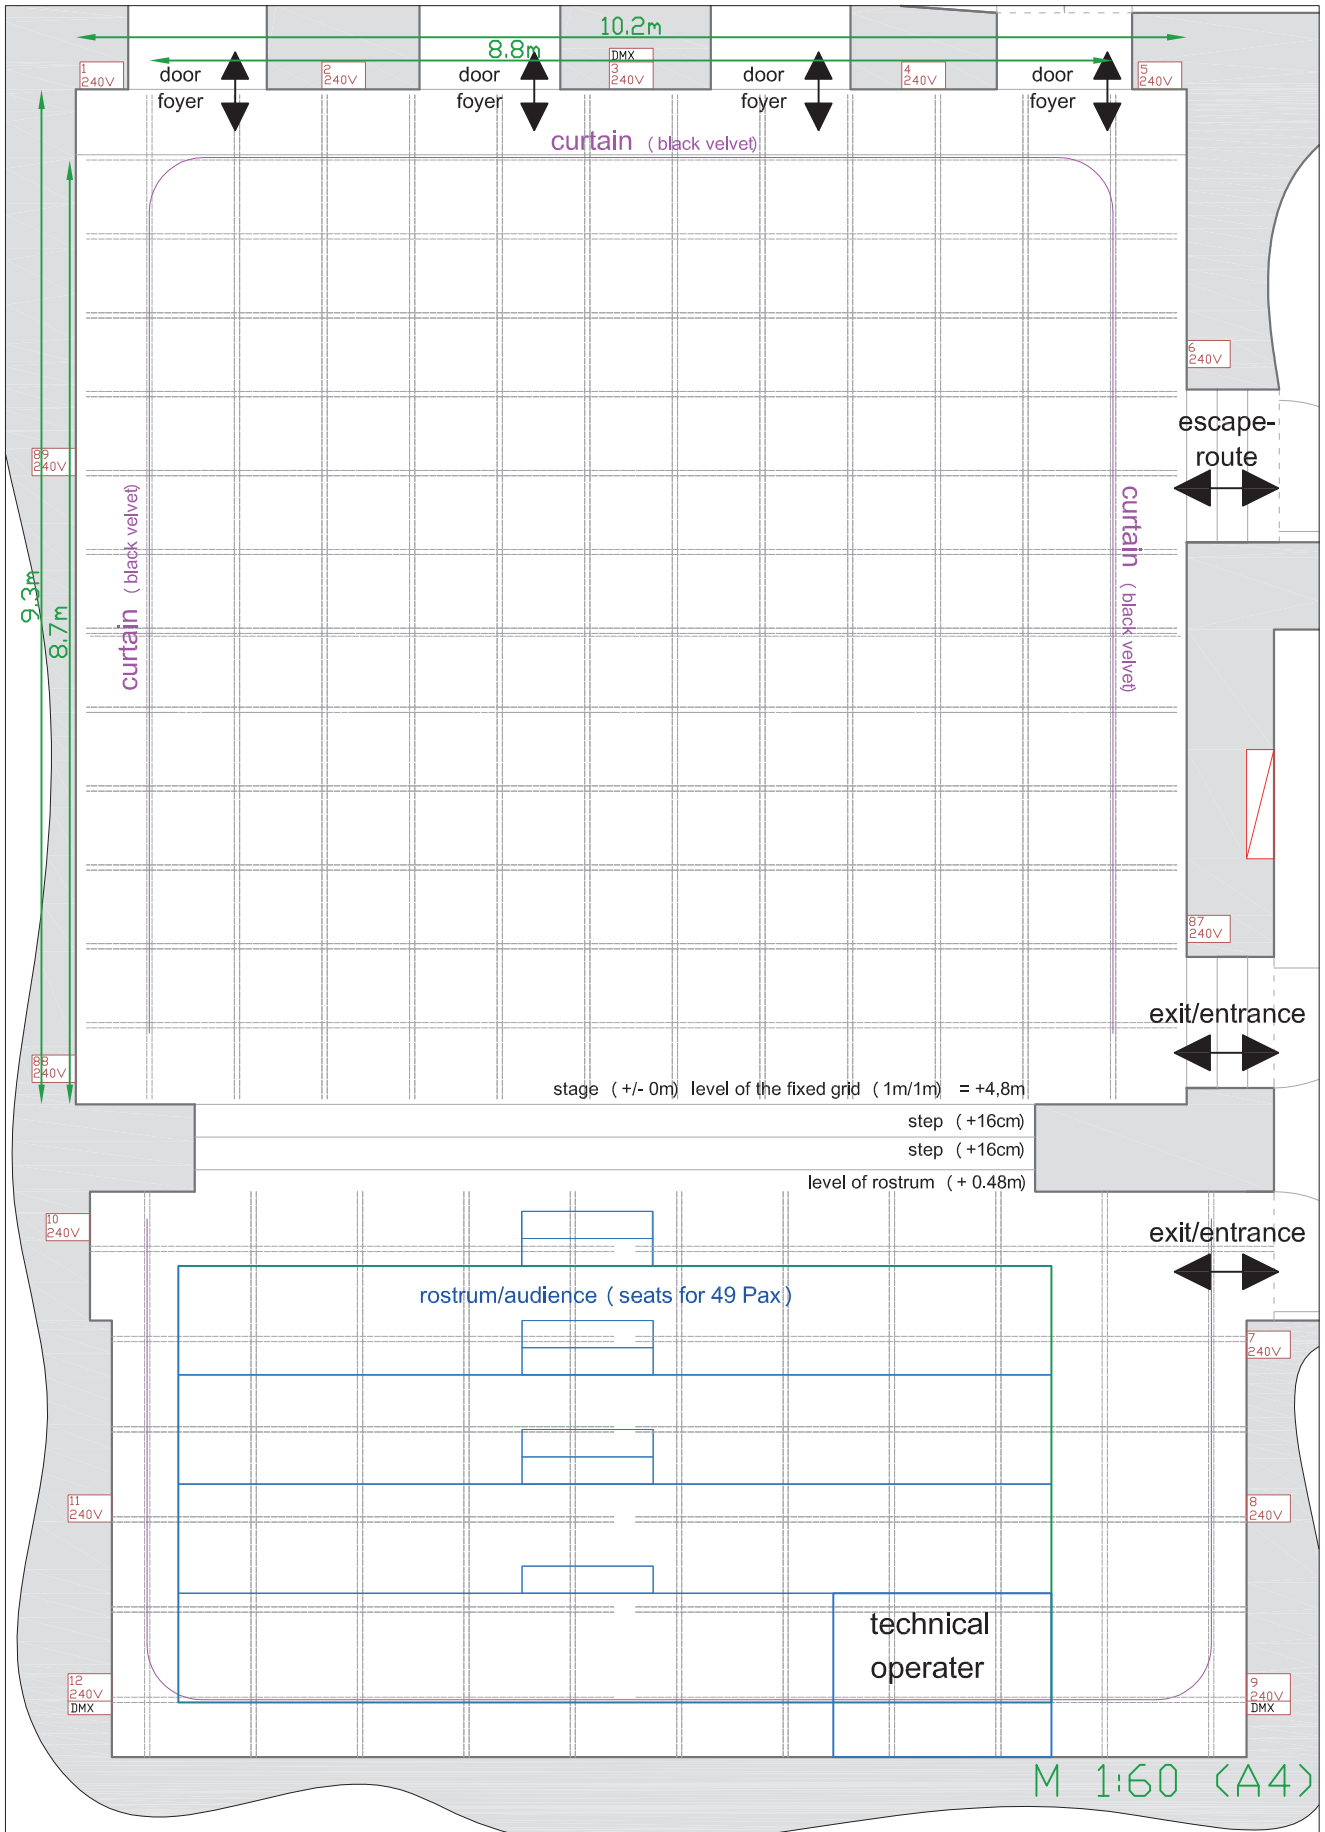 10.2m
8.8m
DMX
1
240V
door
foyer
2
240V
door
foyer
3
240V
door
foyer
4
240V
door
foyer
5
240V
curtain ( black velvet)
6
240V
escape-
route
89
240V
curtain ( black velvet)
curtain ( black velvet)
9.3m
8.7m
87
240V
exit/entrance
88
240V
stage ( +/- 0m) level of the fixed grid ( 1m/1m) = +4,8m
step ( +16cm)
step ( +16cm)
level of rostrum ( + 0.48m)
10
240V
exit/entrance
rostrum/audience ( seats for 49 Pax)
7
240V
11
240V
8
240V
technical
operater
12
240V
DMX
9
240V
DMX
M 1:60 (A4)